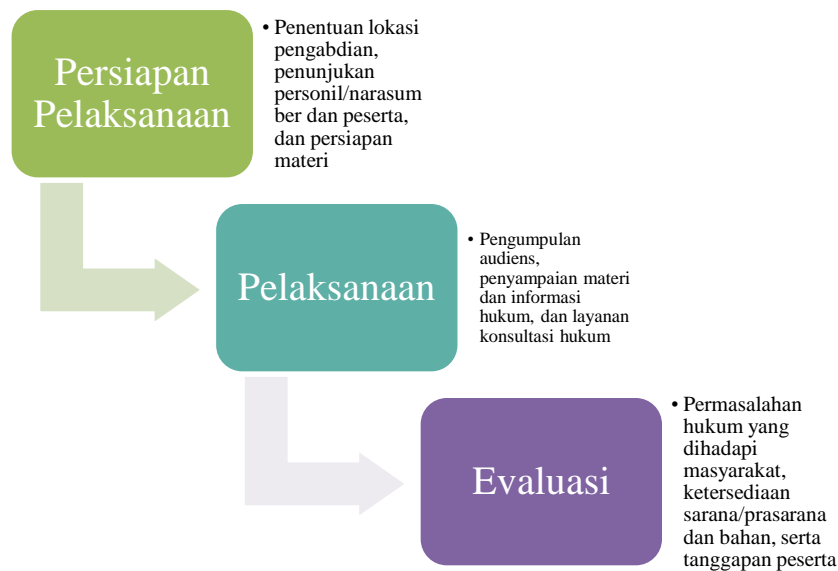 Persiapan
Pelaksanaan
• Penentuan lokasi
pengabdian,
penunjukan
personil/narasum
ber dan peserta,
dan persiapan
materi
Pelaksanaan
• Pengumpulan
audiens,
penyampaian materi
dan informasi
hukum, dan layanan
konsultasi hukum
Evaluasi
• Permasalahan
hukum yang
dihadapi
masyarakat,
ketersediaan
sarana/prasarana
dan bahan, serta
tanggapan peserta